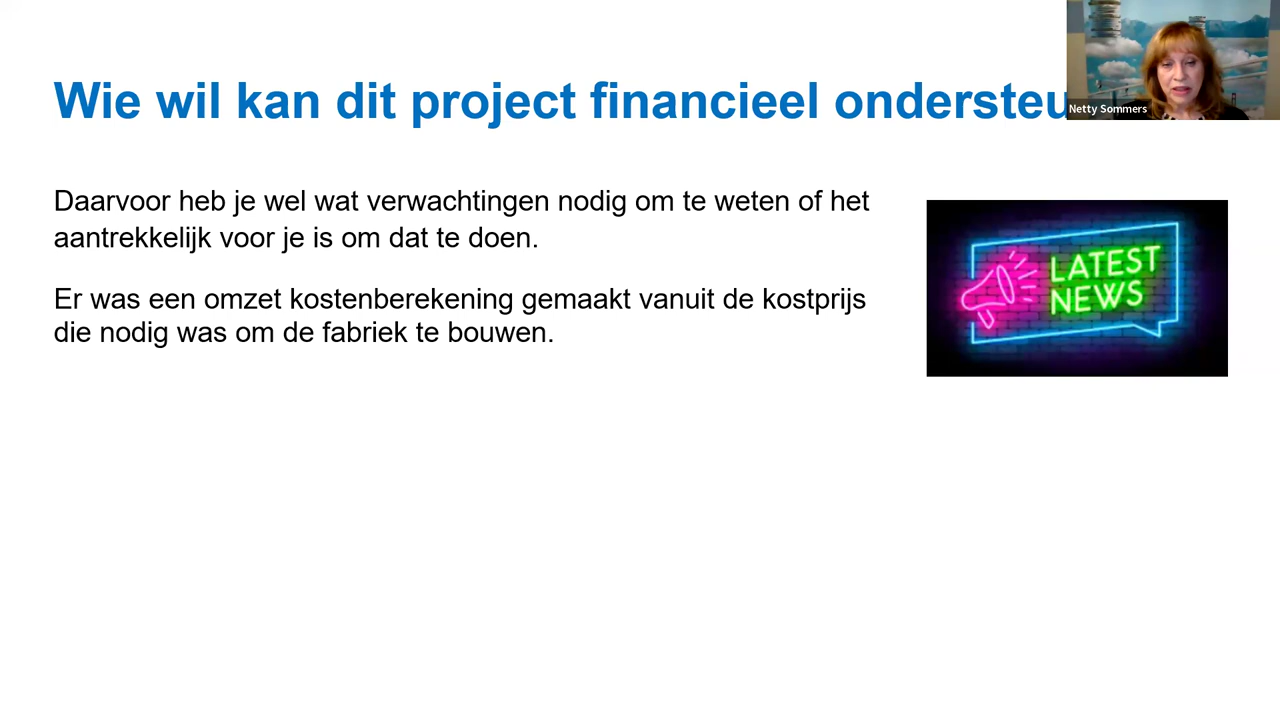 Wie wil kan dit project financieel ondersteu
Netty Sommers
Daarvoor heb je wel wat verwachtingen nodig om te weten of het
aantrekkelijk voor je is om dat te doen.
Er was een omzet kostenberekening gemaakt vanuit de kostprijs
die nodig was om de fabriek te bouwen.
LATEST
NEWS